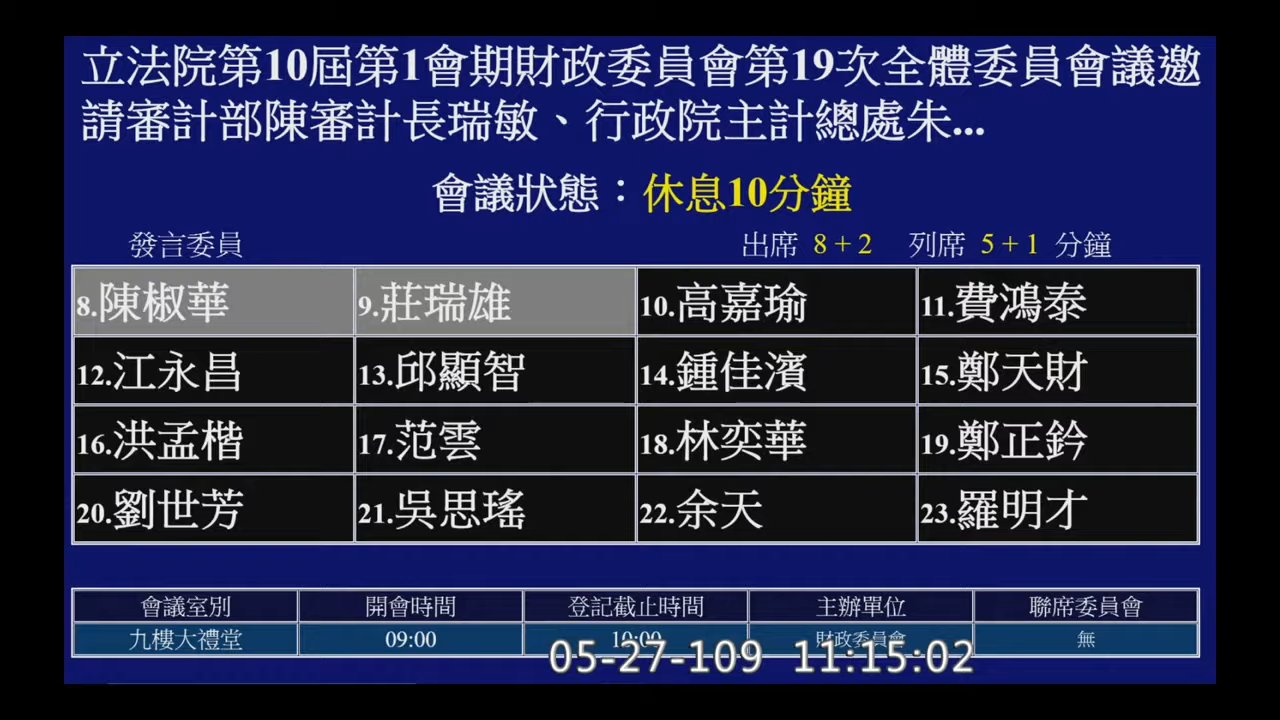 立法院第10屆第1會期財政委員會第19次全體委員會議邀
請審計部陳審計長瑞敏、行政院主計總處朱...
會議狀態：休息10分鐘
發言委員 出席 8 + 2 列席 5 + 1 分鐘
8.陳椒華 9.莊瑞雄 10.高嘉瑜 11.費鴻泰
12.江永昌 13.邱顯智 14.鍾佳濱 15.鄭天財
16.洪孟楷 17.范雲 18.林奕華 19.鄭正鈐
20.劉世芳 21.吳思瑤 22.余天 23.羅明才
會議室別 開會時間 登記截止時間 主辦單位 聯席委員會
九樓大禮堂 09:00 10:00 財政委員會 無
05-27-109 11:15:02